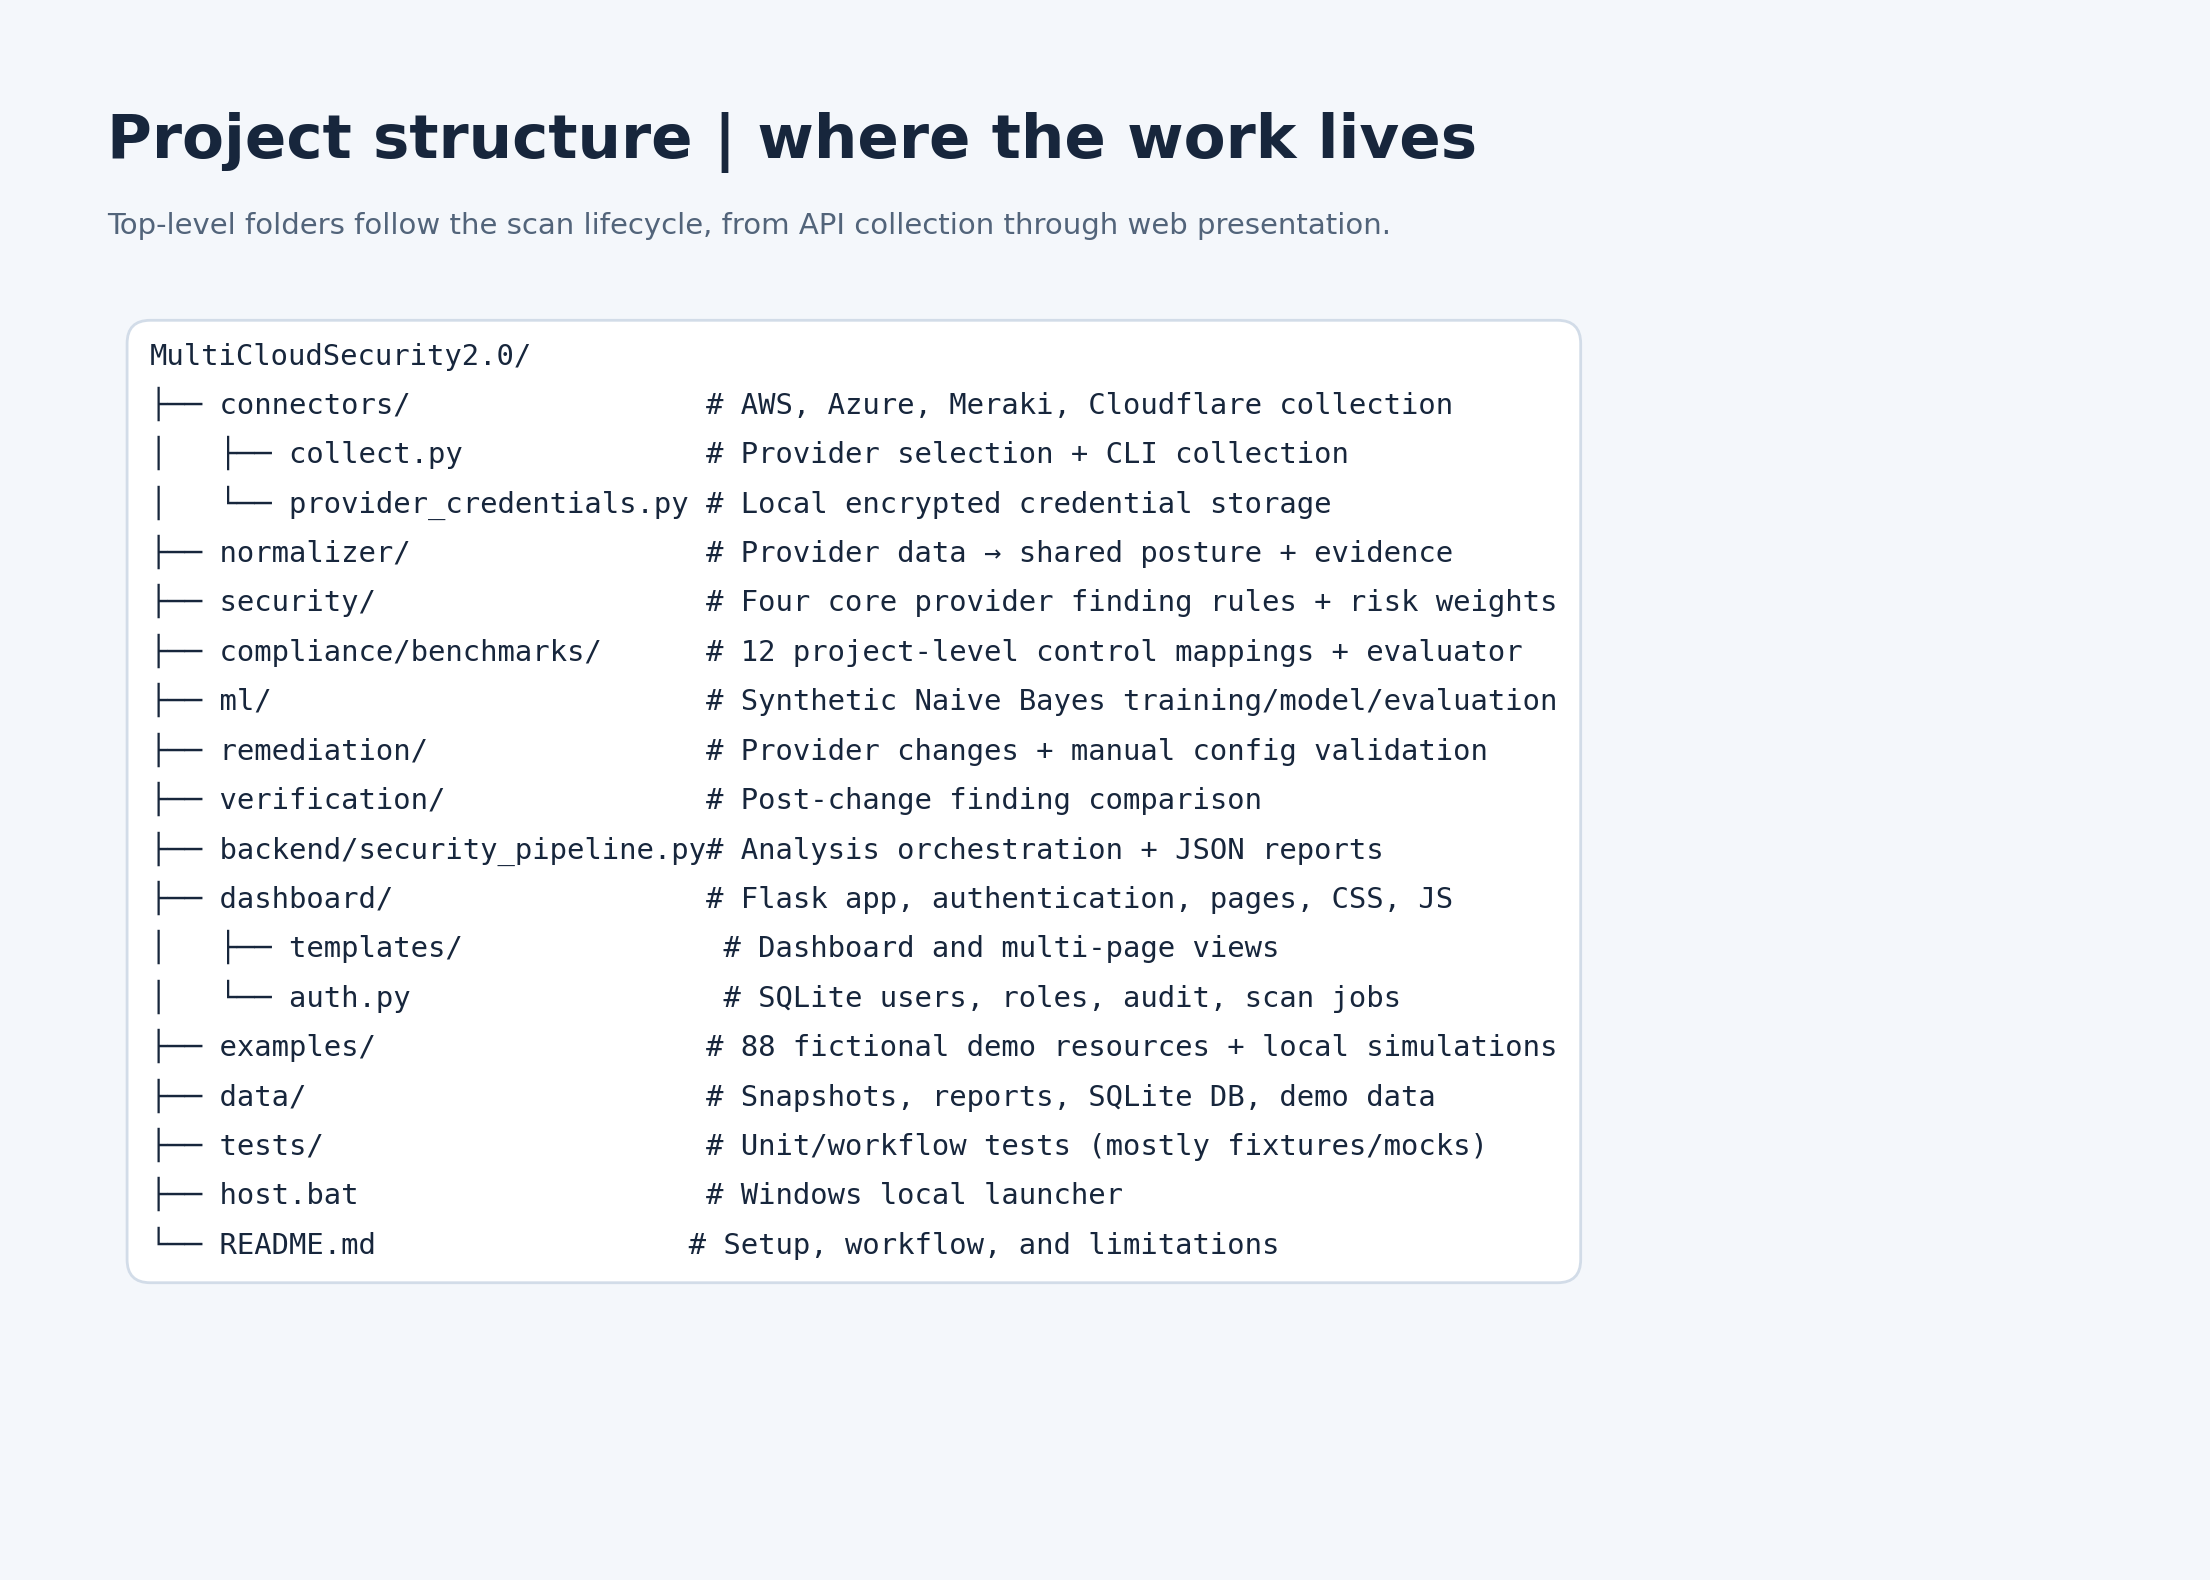 Project structure | where the work lives
Top-level folders follow the scan lifecycle, from API collection through web presentation.
MultiCloudSecurity2.0/
├── connectors/                 # AWS, Azure, Meraki, Cloudflare collection
│   ├── collect.py              # Provider selection + CLI collection
│   └── provider_credentials.py # Local encrypted credential storage
├── normalizer/                 # Provider data → shared posture + evidence
├── security/                   # Four core provider finding rules + risk weights
├── compliance/benchmarks/      # 12 project-level control mappings + evaluator
├── ml/                         # Synthetic Naive Bayes training/model/evaluation
├── remediation/                # Provider changes + manual config validation
├── verification/               # Post-change finding comparison
├── backend/security_pipeline.py# Analysis orchestration + JSON reports
├── dashboard/                  # Flask app, authentication, pages, CSS, JS
│   ├── templates/               # Dashboard and multi-page views
│   └── auth.py                  # SQLite users, roles, audit, scan jobs
├── examples/                   # 88 fictional demo resources + local simulations
├── data/                       # Snapshots, reports, SQLite DB, demo data
├── tests/                      # Unit/workflow tests (mostly fixtures/mocks)
├── host.bat                    # Windows local launcher
└── README.md                  # Setup, workflow, and limitations